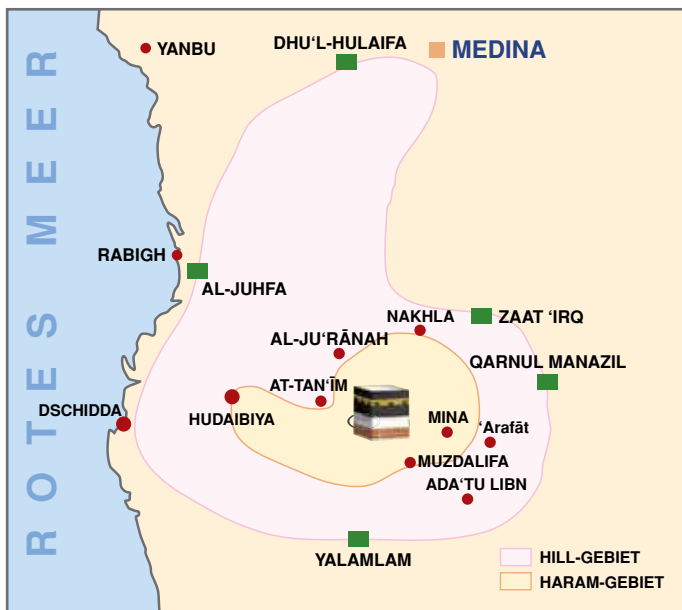 YANBU
DHU‘L-HULAIFA
MEDINA
ROTES MEER
RABIGH
AL-JUHFA
NAKHLA
ZAAT ‘IRQ
AL-JU‘RĀNAH
QARNUL MANAZIL
AT-TAN‘ĪM
DSCHIDDA
HUDAIBIYA
MINA
‘Arafāt
MUZDALIFA
ADA‘TU LIBN
YALAMLAM
HILL-GEBIET
HARAM-GEBIET